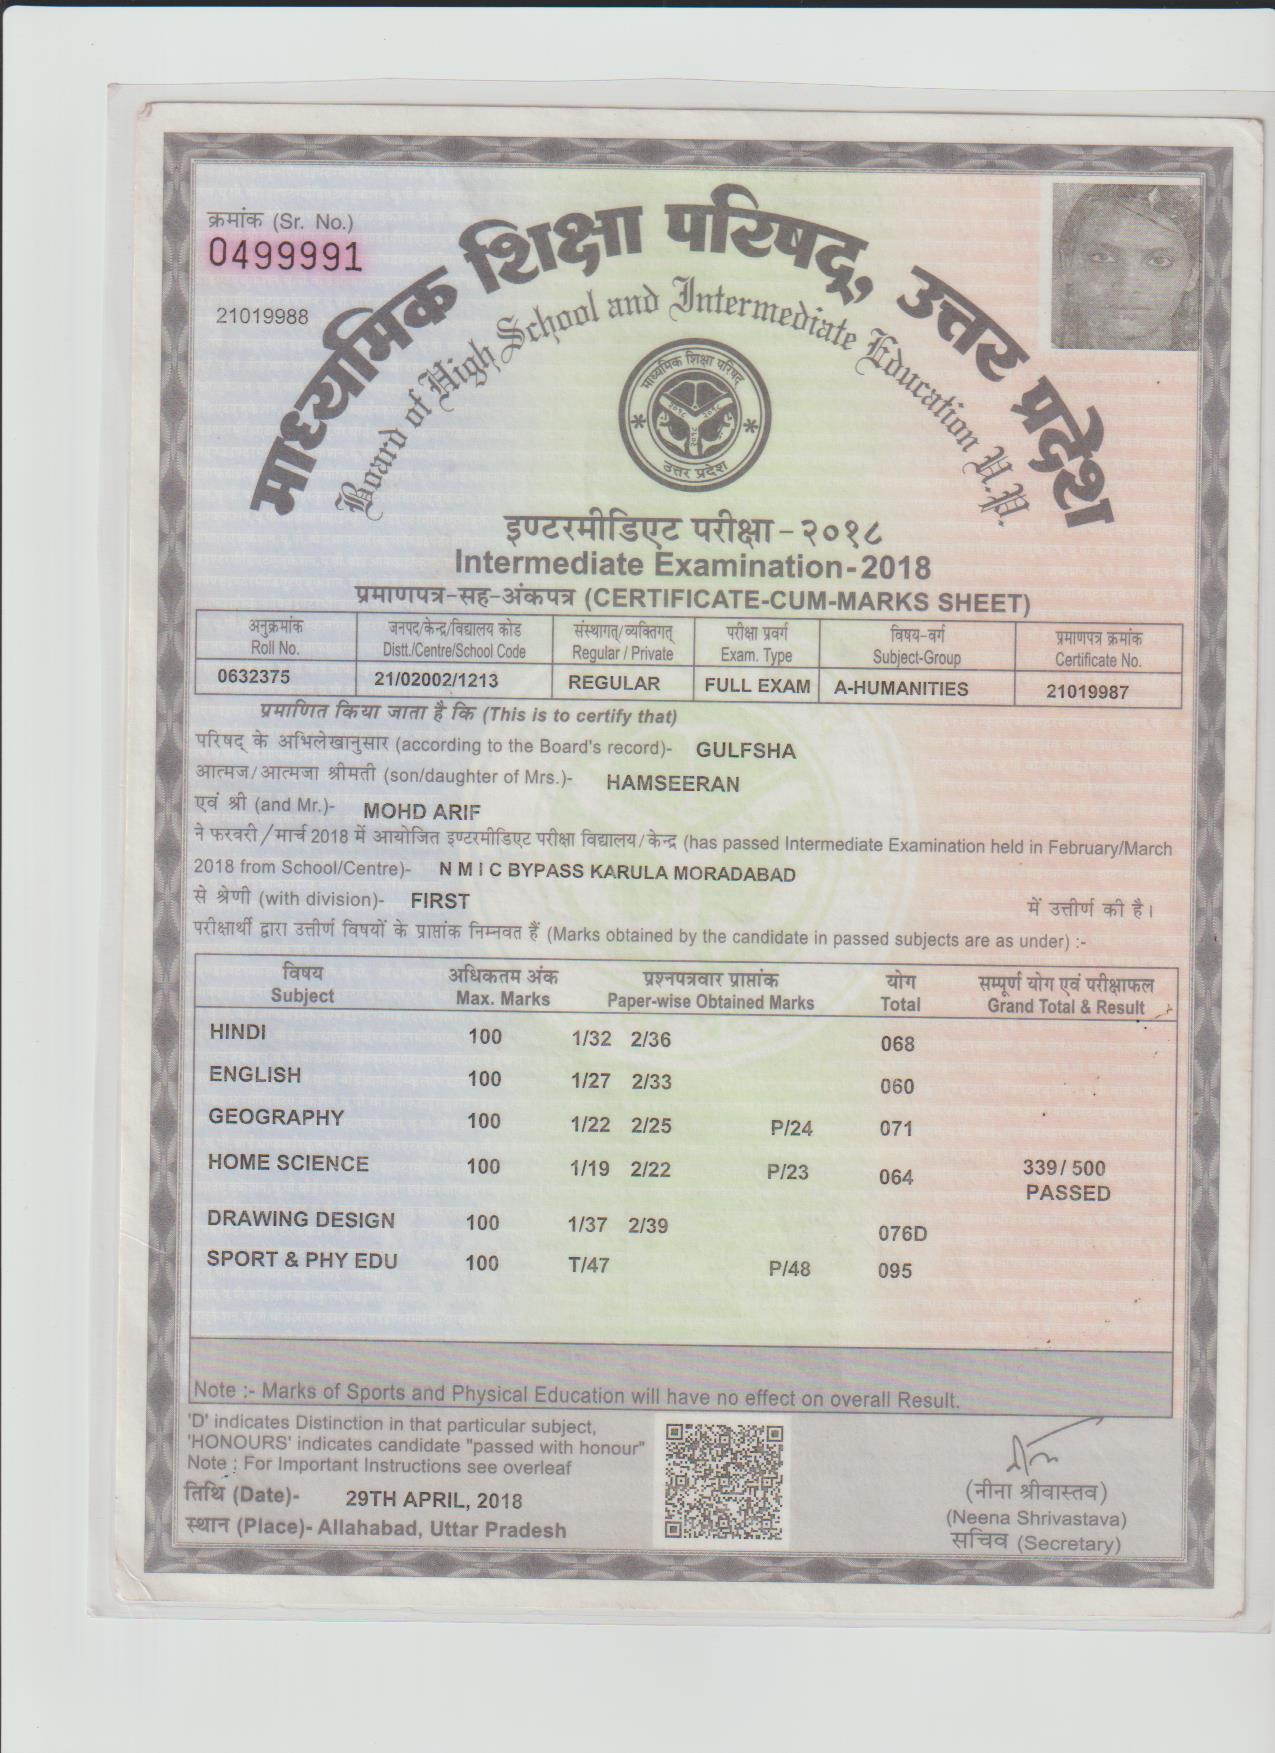 क्रमांक (Sr. No.)
0499991
21019988
माध्यमिक शिक्षा परिषद्, उत्तर प्रदेश
Board of High School and Intermediate Education U.P.
माध्यमिक शिक्षा परिषद्
२०१८ २०१८
२०१८
उत्तर प्रदेश
इण्टरमीडिएट परीक्षा-२०१८
Intermediate Examination-2018
प्रमाणपत्र-सह-अंकपत्र (CERTIFICATE-CUM-MARKS SHEET)
अनुक्रमांक जनपद/केन्द्र/विद्यालय कोड संस्थागत्/व्यक्तिगत् परीक्षा प्रवर्ग विषय-वर्ग प्रमाणपत्र क्रमांक
Roll No. Distt./Centre/School Code Regular / Private Exam. Type Subject-Group Certificate No.
0632375 21/02002/1213 REGULAR FULL EXAM A-HUMANITIES 21019987
प्रमाणित किया जाता है कि (This is to certify that)
परिषद् के अभिलेखानुसार (according to the Board's record)- GULFSHA
आत्मज/आत्मजा श्रीमती (son/daughter of Mrs.)- HAMSEERAN
एवं श्री (and Mr.)- MOHD ARIF
ने फरवरी/मार्च 2018 में आयोजित इण्टरमीडिएट परीक्षा विद्यालय/केन्द्र (has passed Intermediate Examination held in February/March
2018 from School/Centre)- N M I C BYPASS KARULA MORADABAD
से श्रेणी (with division)- FIRST में उत्तीर्ण की है।
परीक्षार्थी द्वारा उत्तीर्ण विषयों के प्राप्तांक निम्नवत हैं (Marks obtained by the candidate in passed subjects are as under) :-
विषय अधिकतम अंक प्रश्नपत्रवार प्राप्तांक योग सम्पूर्ण योग एवं परीक्षाफल
Subject Max. Marks Paper-wise Obtained Marks Total Grand Total & Result
HINDI 100 1/32 2/36 068
ENGLISH 100 1/27 2/33 060
GEOGRAPHY 100 1/22 2/25 P/24 071
HOME SCIENCE 100 1/19 2/22 P/23 064 339/ 500
PASSED
DRAWING DESIGN 100 1/37 2/39 076D
SPORT & PHY EDU 100 T/47 P/48 095
Note :- Marks of Sports and Physical Education will have no effect on overall Result.
'D' indicates Distinction in that particular subject,
'HONOURS' indicates candidate "passed with honour"
Note : For Important Instructions see overleaf
तिथि (Date)- 29TH APRIL, 2018
स्थान (Place)- Allahabad, Uttar Pradesh
(नीना श्रीवास्तव)
(Neena Shrivastava)
सचिव (Secretary)